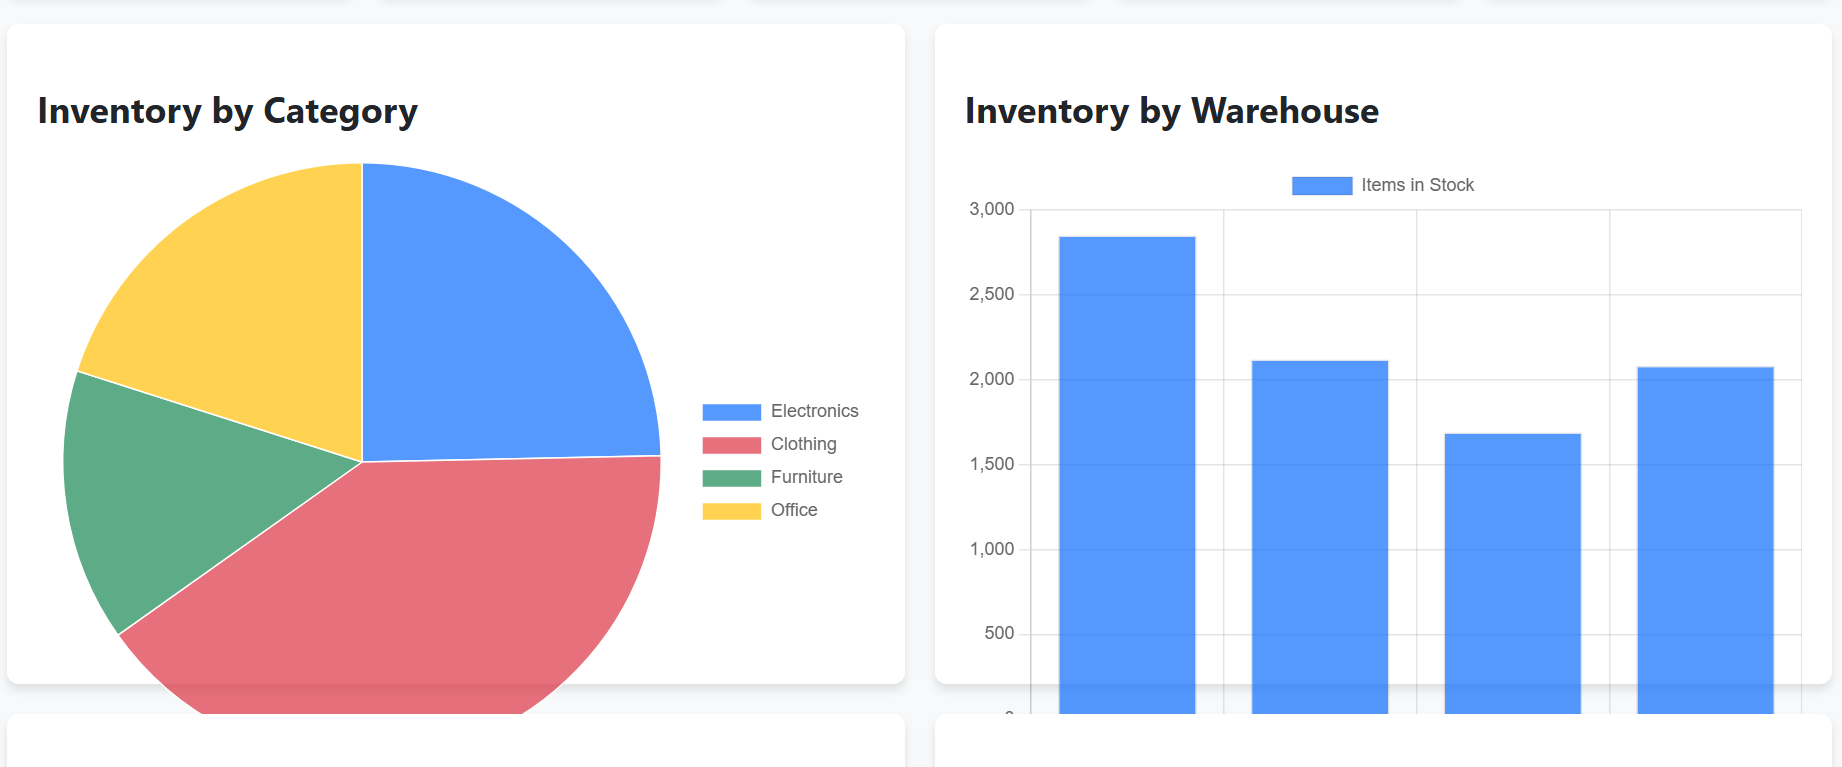 Inventory by Category
Electronics
Clothing
Furniture
Office
Inventory by Warehouse
Items in Stock
3,000
2,500
2,000
1,500
1,000
500